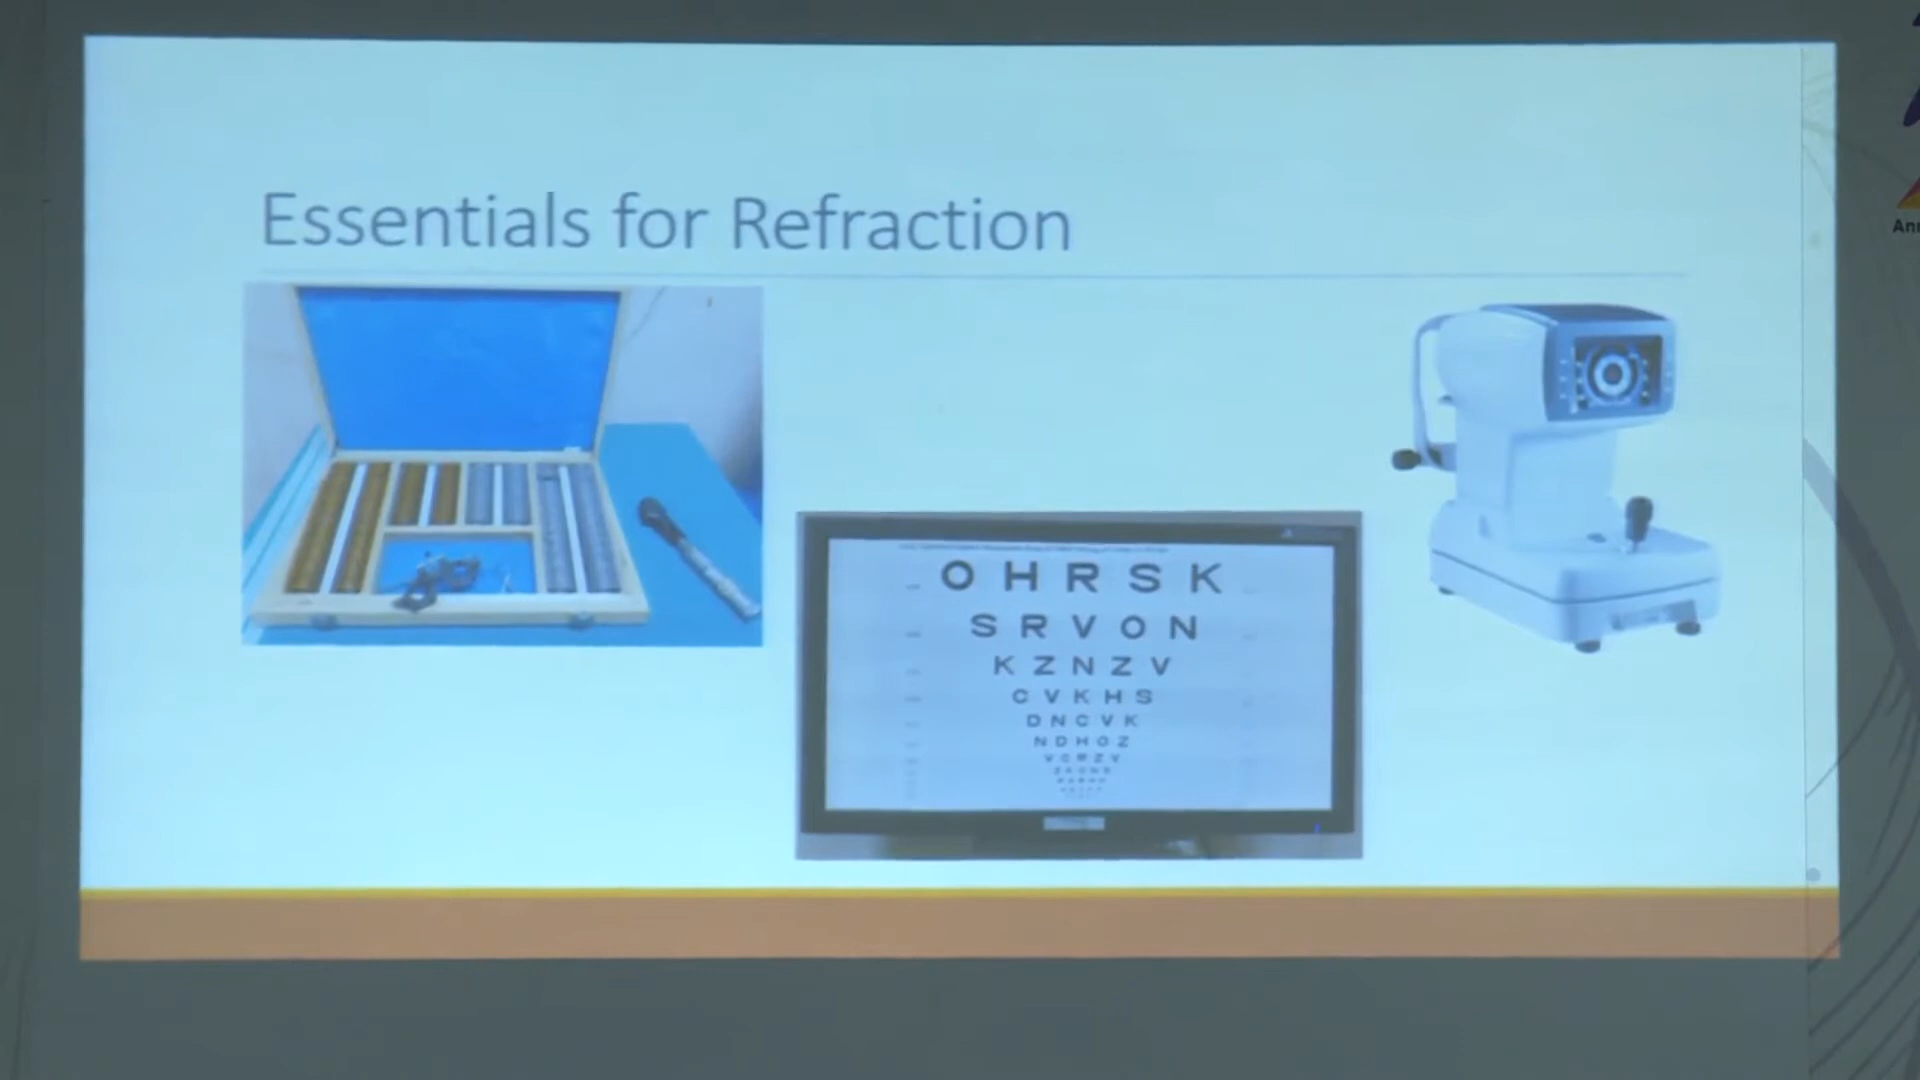 Essentials for Refraction
O H R S K
S R V O N
K Z N Z V
C V K H S
D N C V K
N D H O Z